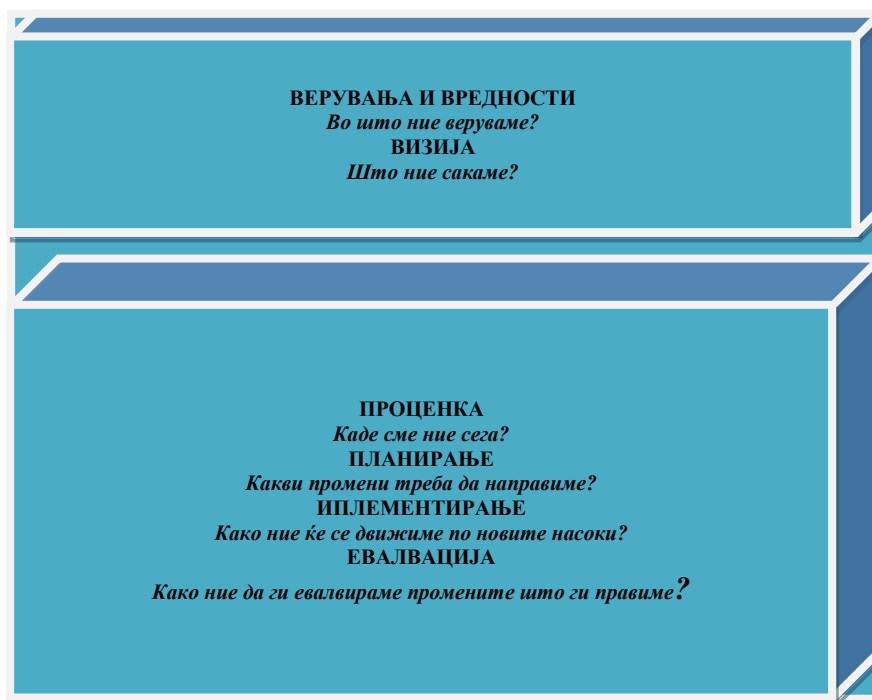 ВЕРУВАЊА И ВРЕДНОСТИ
Во што ние веруваме?
ВИЗИЈА
Што ние сакаме?
ПРОЦЕНКА
Каде сме ние сега?
ПЛАНИРАЊЕ
Какви промени треба да направиме?
ИПЛЕМЕНТИРАЊЕ
Како ние ќе се движиме по новите насоки?
ЕВАЛВАЦИЈА
Како ние да ги евалвираме промените што ги правиме?